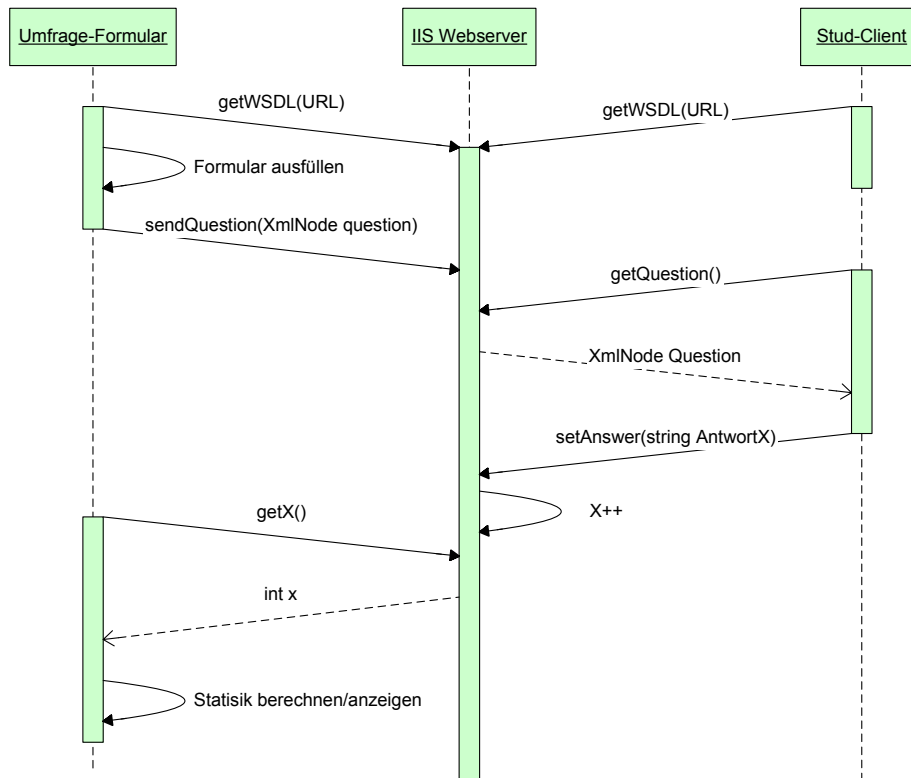 Umfrage-Formular
IIS Webserver
Stud-Client
getWSDL(URL)
getWSDL(URL)
Formular ausfüllen
sendQuestion(XmlNode question)
getQuestion()
XmlNode Question
setAnswer(string AntwortX)
getX()
X++
int x
Statisik berechnen/anzeigen